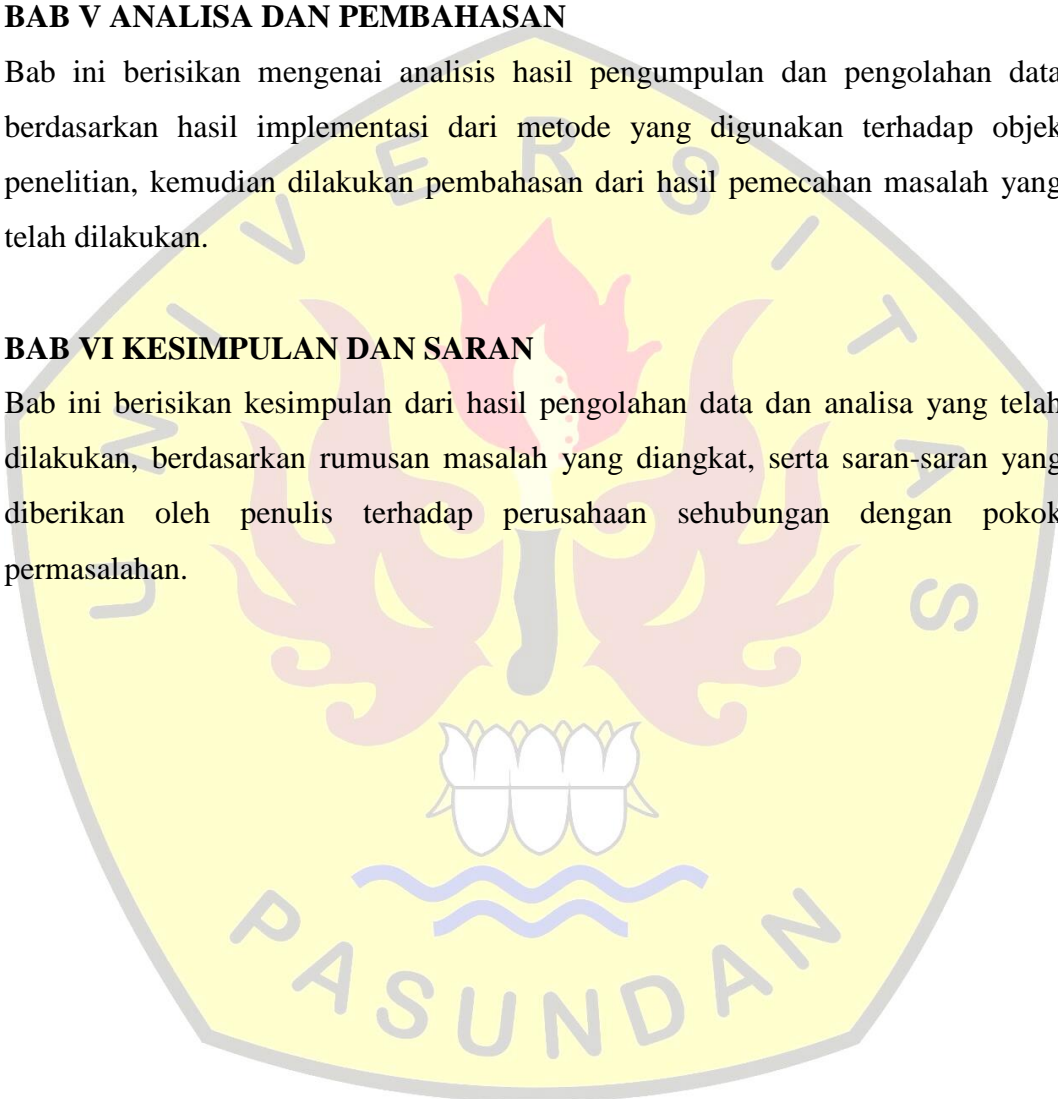 BAB V ANALISA DAN PEMBAHASAN
Bab ini berisikan mengenai analisis hasil pengumpulan dan pengolahan data
berdasarkan hasil implementasi dari metode yang digunakan terhadap objek
penelitian, kemudian dilakukan pembahasan dari hasil pemecahan masalah yang
telah dilakukan.
BAB VI KESIMPULAN DAN SARAN
Bab ini berisikan kesimpulan dari hasil pengolahan data dan analisa yang telah
dilakukan, berdasarkan rumusan masalah yang diangkat, serta saran-saran yang
diberikan oleh penulis terhadap perusahaan sehubungan dengan pokok
permasalahan.
UNIVERSITAS
PASUNDAN